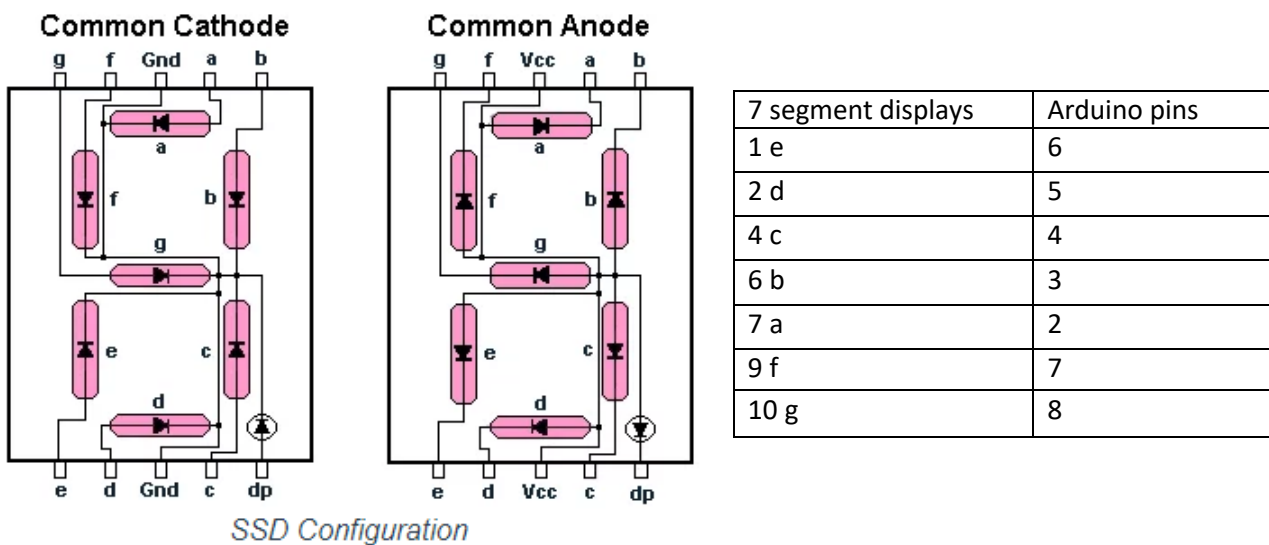 Common Cathode
g f Gnd a b
a
f b
g
e c
d
e d Gnd c dp
Common Anode
g f Vcc a b
a
f b
g
e c
d
e d Vcc c dp
SSD Configuration
7 segment displays Arduino pins
1 e 6
2 d 5
4 c 4
6 b 3
7 a 2
9 f 7
10 g 8